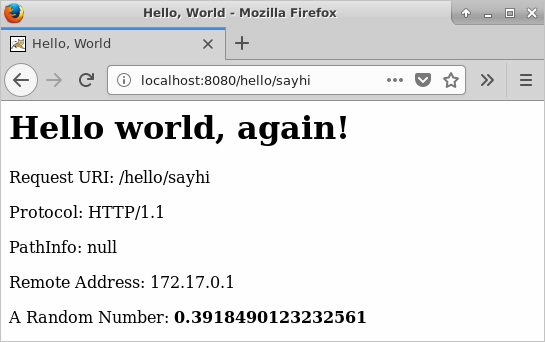 Hello, World - Mozilla Firefox
Hello, World
localhost:8080/hello/sayhi
Hello world, again!
Request URI: /hello/sayhi
Protocol: HTTP/1.1
PathInfo: null
Remote Address: 172.17.0.1
A Random Number: 0.3918490123232561